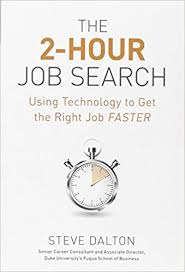 THE
2-HOUR
JOB SEARCH
Using Technology to Get
the Right Job FASTER
STEVE DALTON
Senior Career Consultant and Associate Director,
Duke University's Fuqua School of Business